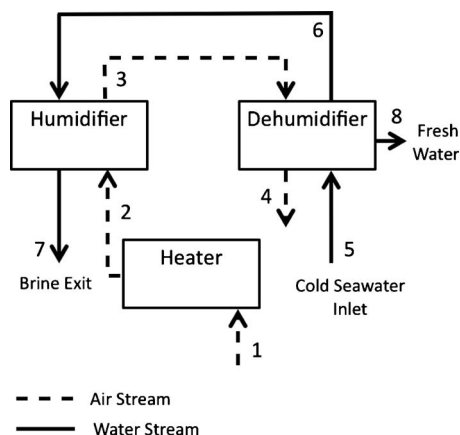 6
3
Humidifier
Dehumidifier
8
Fresh
Water
4
2
7
5
Heater
Brine Exit
Cold Seawater
Inlet
1
Air Stream
Water Stream